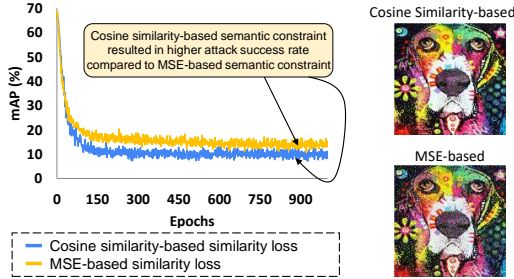 70
60
50
40
30
20
10
0
mAP (%)
0 150 300 450 600 750 900
Epochs
Cosine similarity-based semantic constraint
resulted in higher attack success rate
compared to MSE-based semantic constraint
Cosine similarity-based similarity loss
MSE-based similarity loss
Cosine Similarity-based
MSE-based